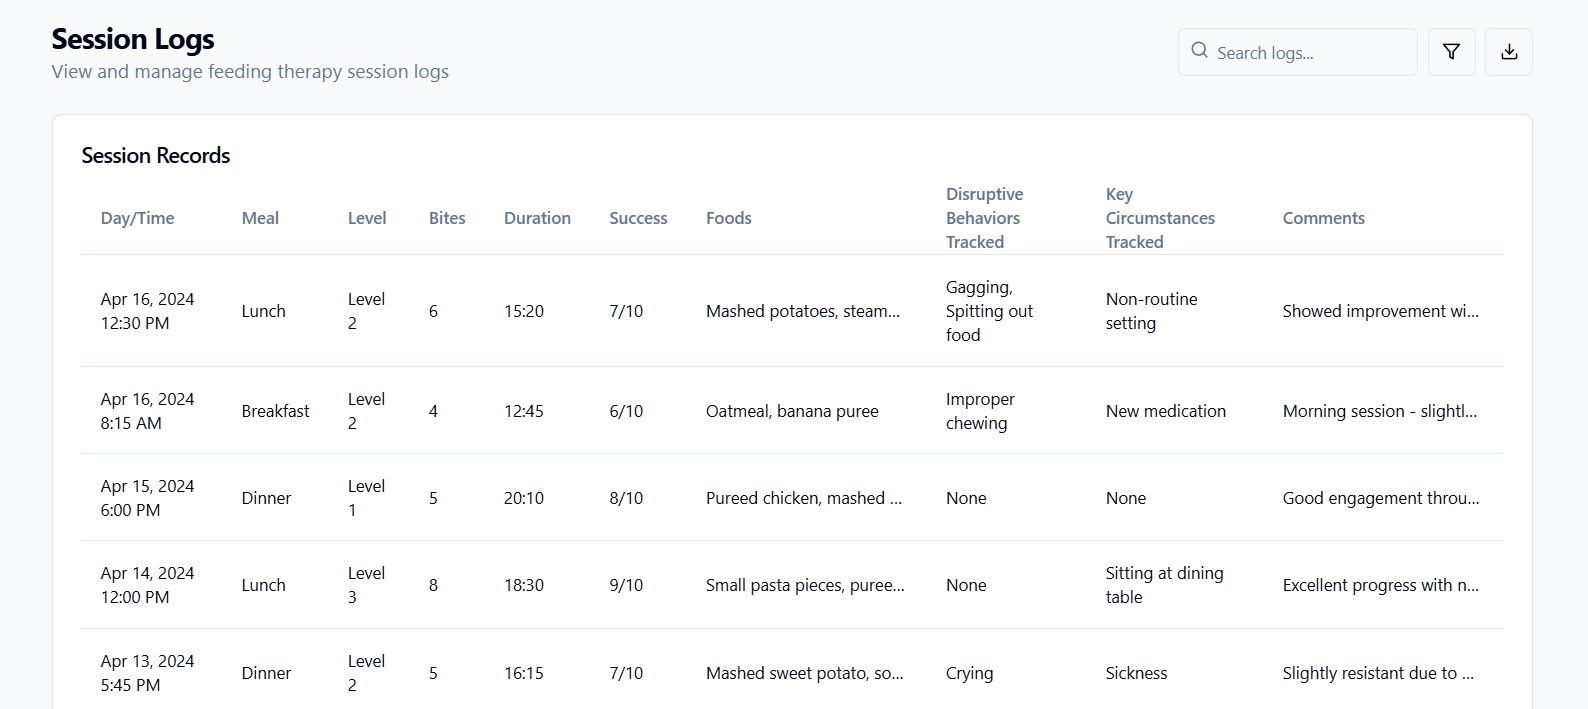 Session Logs
View and manage feeding therapy session logs
Search logs...
Session Records
Day/Time Meal Level Bites Duration Success Foods Disruptive Behaviors Tracked Key Circumstances Tracked Comments
Apr 16, 2024 12:30 PM Lunch Level 2 6 15:20 7/10 Mashed potatoes, steam... Gagging, Spitting out food Non-routine setting Showed improvement wi...
Apr 16, 2024 8:15 AM Breakfast Level 2 4 12:45 6/10 Oatmeal, banana puree Improper chewing New medication Morning session - slightl...
Apr 15, 2024 6:00 PM Dinner Level 1 5 20:10 8/10 Pureed chicken, mashed ... None None Good engagement throu...
Apr 14, 2024 12:00 PM Lunch Level 3 8 18:30 9/10 Small pasta pieces, puree... None Sitting at dining table Excellent progress with n...
Apr 13, 2024 5:45 PM Dinner Level 2 5 16:15 7/10 Mashed sweet potato, so... Crying Sickness Slightly resistant due to ...